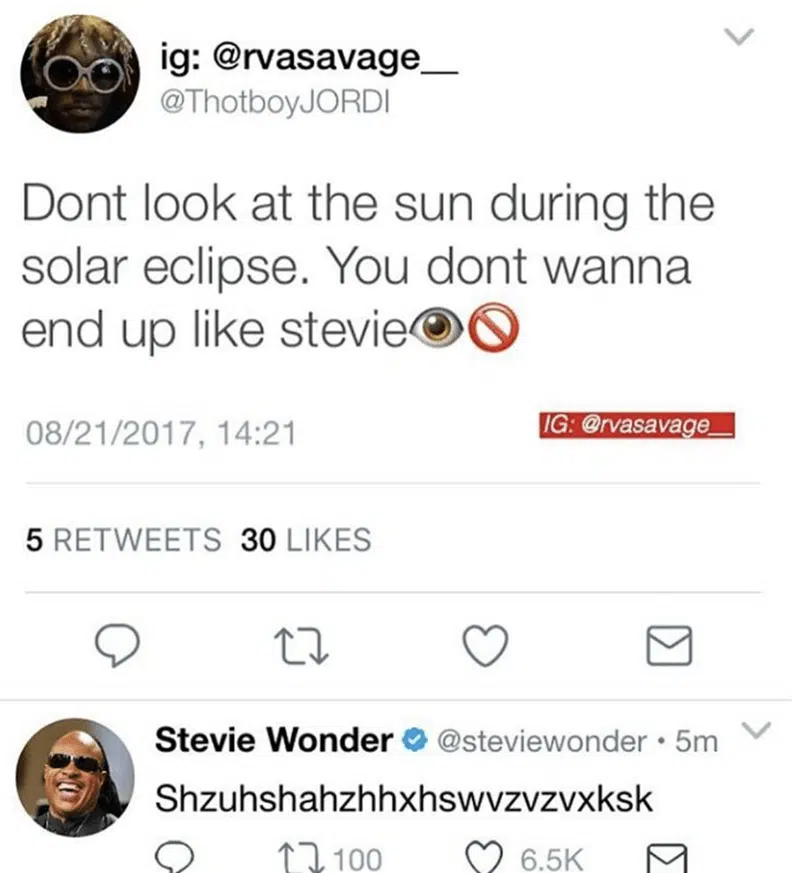 ig: @rvasavage__
@ThotboyJORDI
Dont look at the sun during the
solar eclipse. You dont wanna
end up like stevie👁🚫
08/21/2017, 14:21
IG: @rvasavage__
5 RETWEETS 30 LIKES
Stevie Wonder @steviewonder • 5m
Shzuhshahzhhxhswvzvzvxksk
100 6.5K